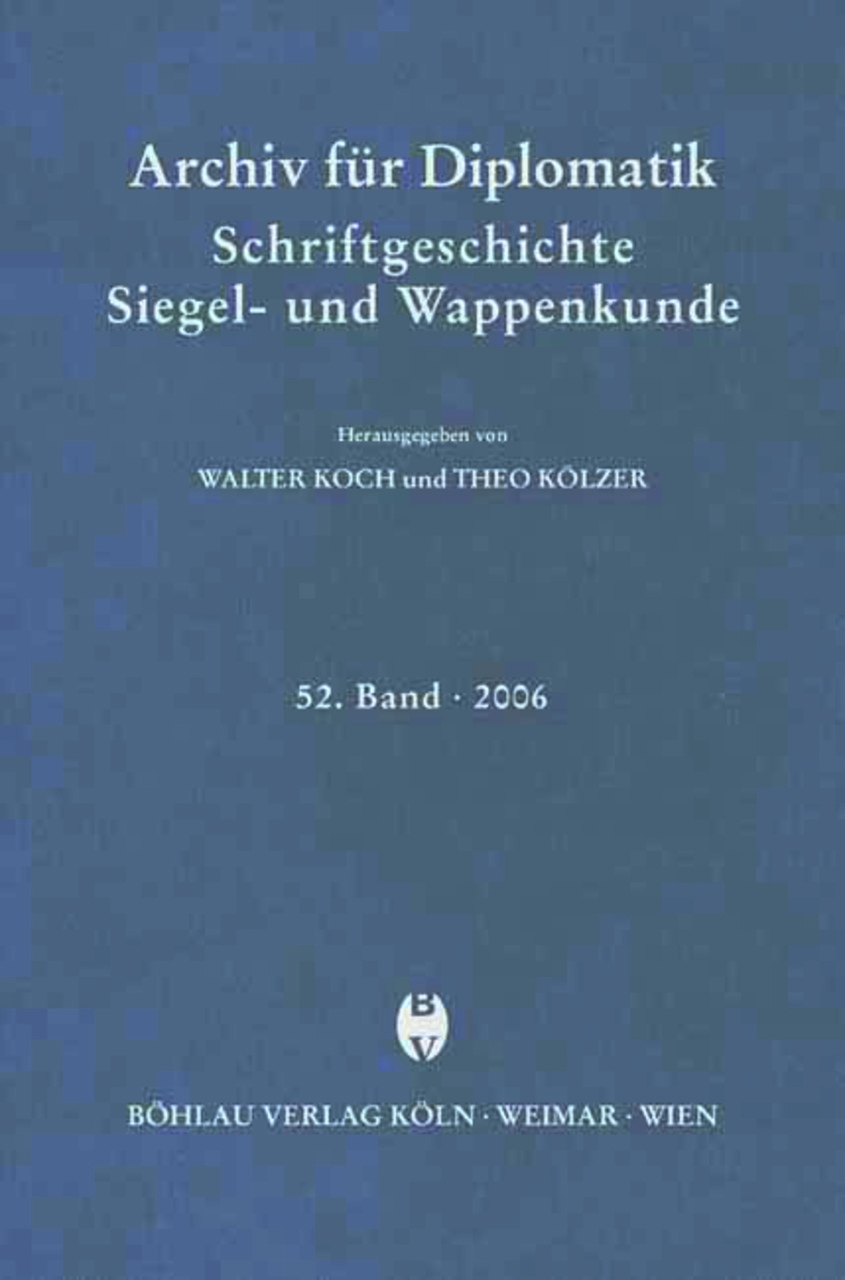 Archiv für Diplomatik
Schriftgeschichte
Siegel- und Wappenkunde
Herausgegeben von
WALTER KOCH und THEO KÖLZER
52. Band · 2006
B
V
BÖHLAU VERLAG KÖLN · WEIMAR · WIEN